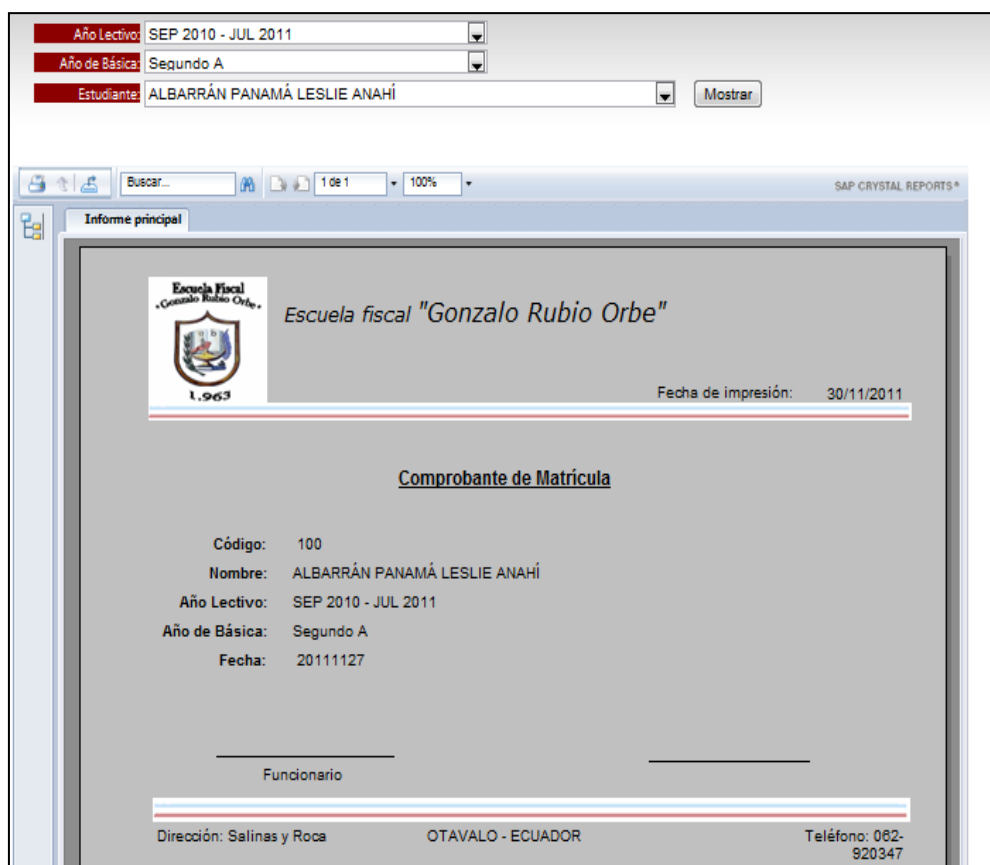 Año Lectivo: SEP 2010 - JUL 2011
Año de Básica: Segundo A
Estudiante: ALBARRÁN PANAMÁ LESLIE ANAHÍ Mostrar
Buscar... 1 de 1 100% SAP CRYSTAL REPORTS®
Informe principal
Escuela Fiscal
"Gonzalo Rubio Orbe"
1.963
Escuela fiscal "Gonzalo Rubio Orbe"
Fecha de impresión: 30/11/2011
Comprobante de Matrícula
Código: 100
Nombre: ALBARRÁN PANAMÁ LESLIE ANAHÍ
Año Lectivo: SEP 2010 - JUL 2011
Año de Básica: Segundo A
Fecha: 20111127
Funcionario
Dirección: Salinas y Roca OTAVALO - ECUADOR Teléfono: 062-
920347